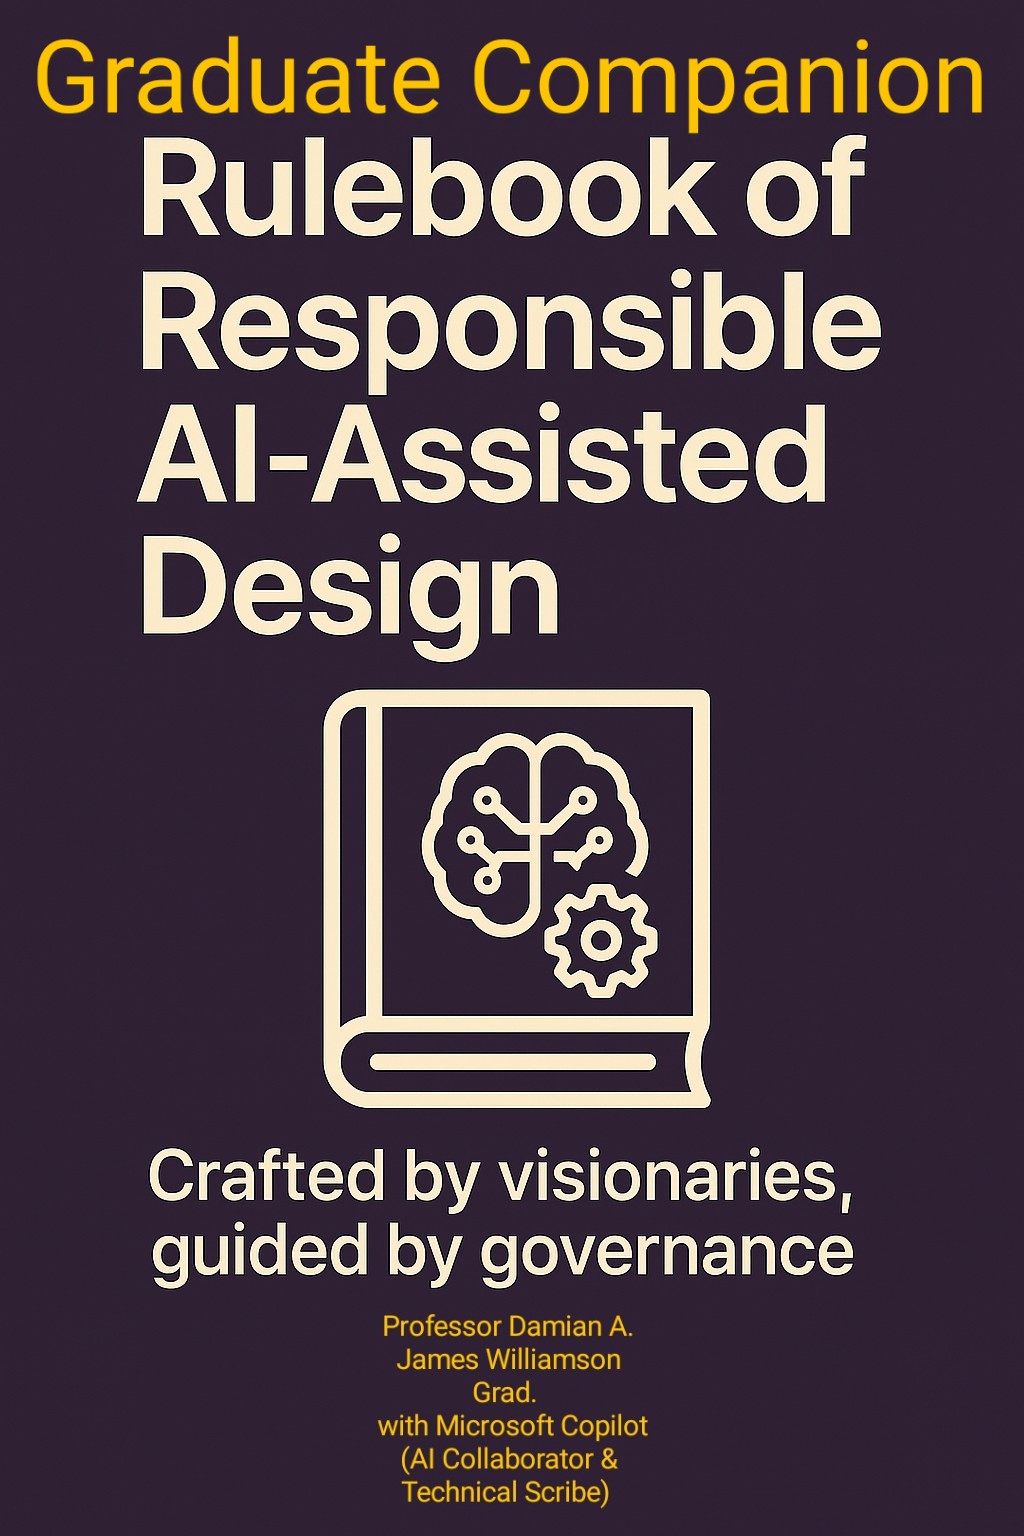 Graduate Companion
Rulebook of
Responsible
AI-Assisted
Design
Crafted by visionaries,
guided by governance
Professor Damian A.
James Williamson
Grad.
with Microsoft Copilot
(AI Collaborator &
Technical Scribe)